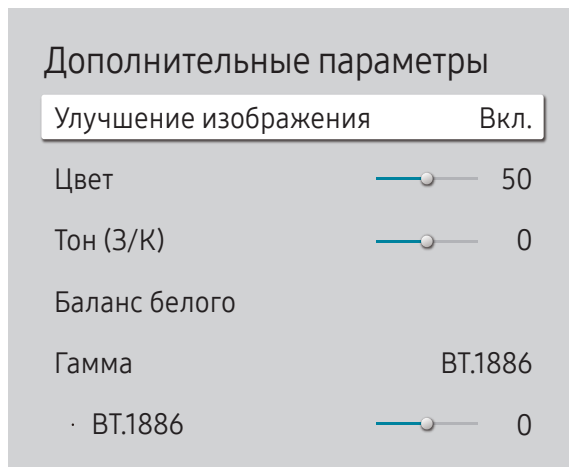 Дополнительные параметры
Улучшение изображения Вкл.
Цвет 50
Тон (З/К) 0
Баланс белого
Гамма BT.1886
· BT.1886 0